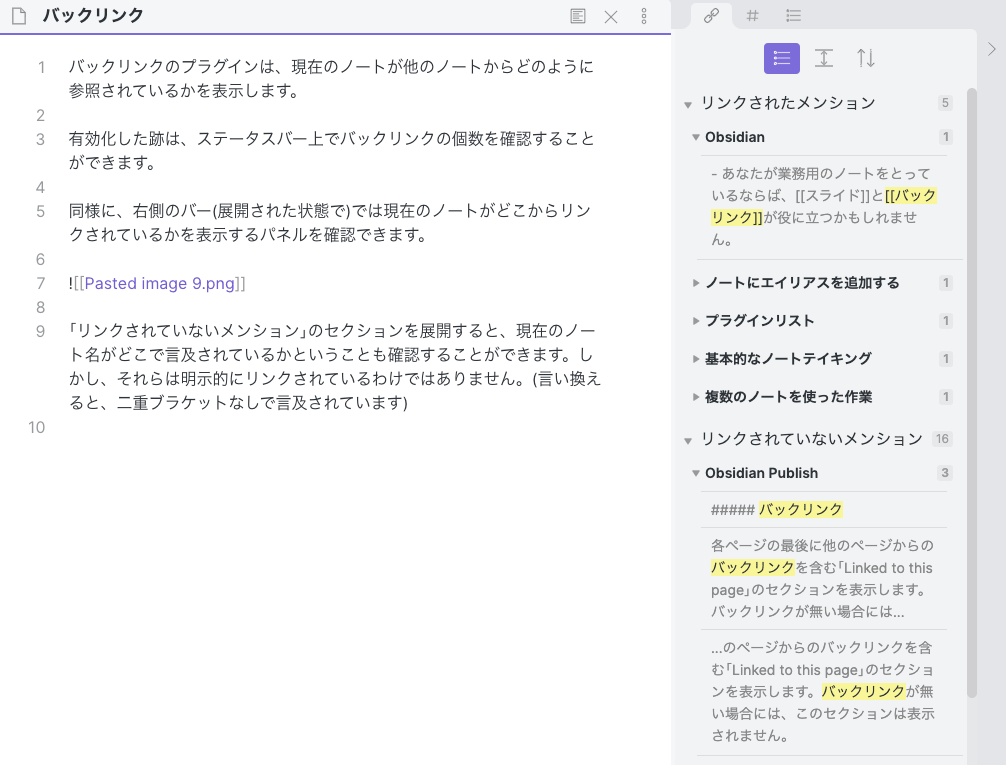 バックリンク
1 バックリンクのプラグインは、現在のノートが他のノートからどのように
参照されているかを表示します。
2
3 有効化した跡は、ステータスバー上でバックリンクの個数を確認すること
ができます。
4
5 同様に、右側のバー(展開された状態で)では現在のノートがどこからリン
クされているかを表示するパネルを確認できます。
6
7 ![[Pasted image 9.png]]
8
9 「リンクされていないメンション」のセクションを展開すると、現在のノー
ト名がどこで言及されているかということも確認することができます。し
かし、それらは明示的にリンクされているわけではありません。(言い換え
ると、二重ブラケットなしで言及されています)
10
リンクされたメンション 5
Obsidian 1
- あなたが業務用のノートをとって
いるならば、[[スライド]]と[[バック
リンク]]が役に立つかもしれませ
ん。
ノートにエイリアスを追加する 1
プラグインリスト 1
基本的なノートテイキング 1
複数のノートを使った作業 1
リンクされていないメンション 16
Obsidian Publish 3
##### バックリンク
各ページの最後に他のページからの
バックリンクを含む「Linked to this
page」のセクションを表示します。
バックリンクが無い場合には...
...のページからのバックリンクを含
む「Linked to this page」のセクショ
ンを表示します。バックリンクが無
い場合には、このセクションは表示
されません。